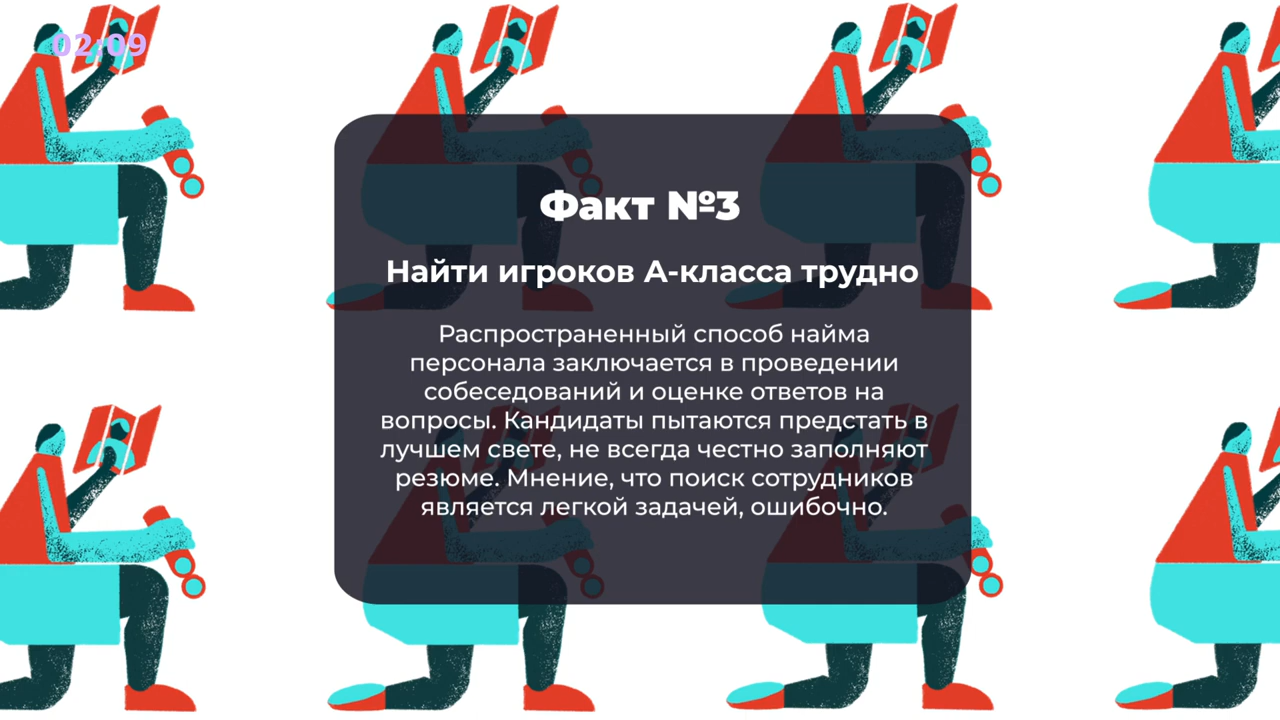 02:09
Факт №3
Найти игроков А-класса трудно
Распространенный способ найма
персонала заключается в проведении
собеседований и оценке ответов на
вопросы. Кандидаты пытаются предстать в
лучшем свете, не всегда честно заполняют
резюме. Мнение, что поиск сотрудников
является легкой задачей, ошибочно.